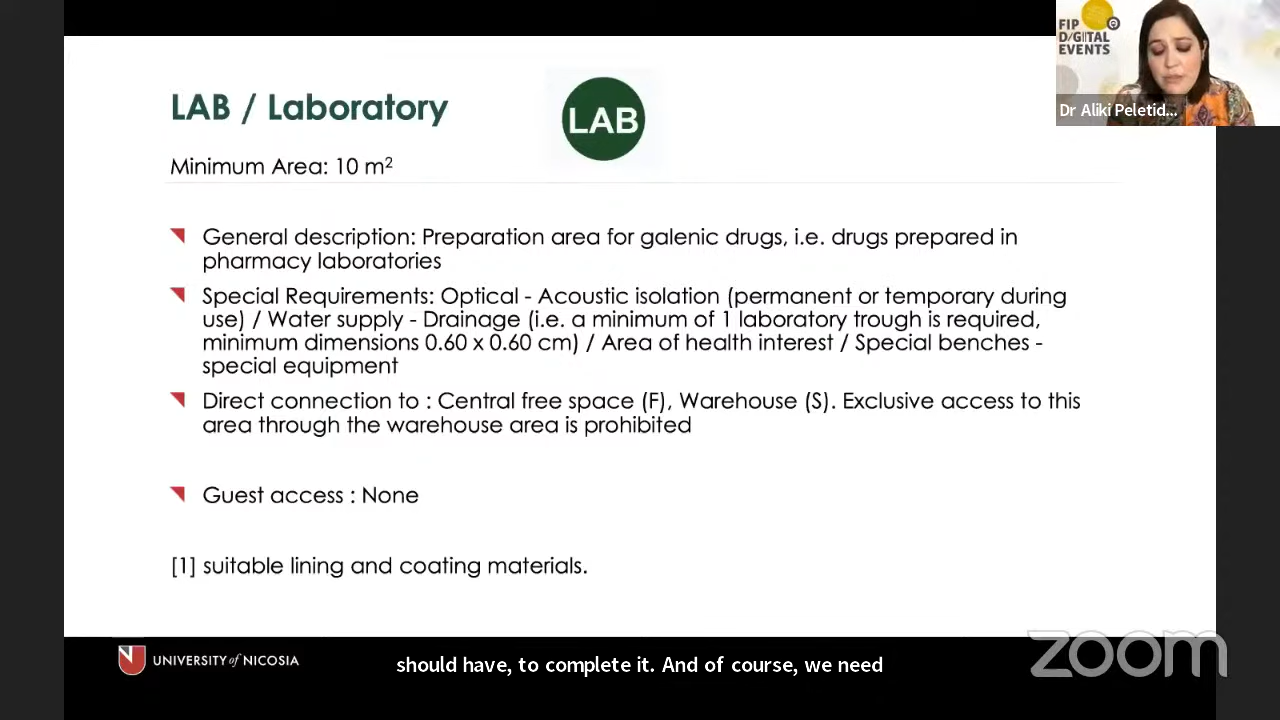 LAB / Laboratory
LAB
Minimum Area: 10 m²
General description: Preparation area for galenic drugs, i.e. drugs prepared in
pharmacy laboratories
Special Requirements: Optical - Acoustic isolation (permanent or temporary during
use) / Water supply - Drainage (i.e. a minimum of 1 laboratory trough is required,
minimum dimensions 0.60 x 0.60 cm) / Area of health interest / Special benches -
special equipment
Direct connection to : Central free space (F), Warehouse (S). Exclusive access to this
area through the warehouse area is prohibited
Guest access : None
[1] suitable lining and coating materials.
FIP
DIGITAL
EVENTS
Dr Aliki Peletid...
UNIVERSITY of NICOSIA
should have, to complete it. And of course, we need
zoom